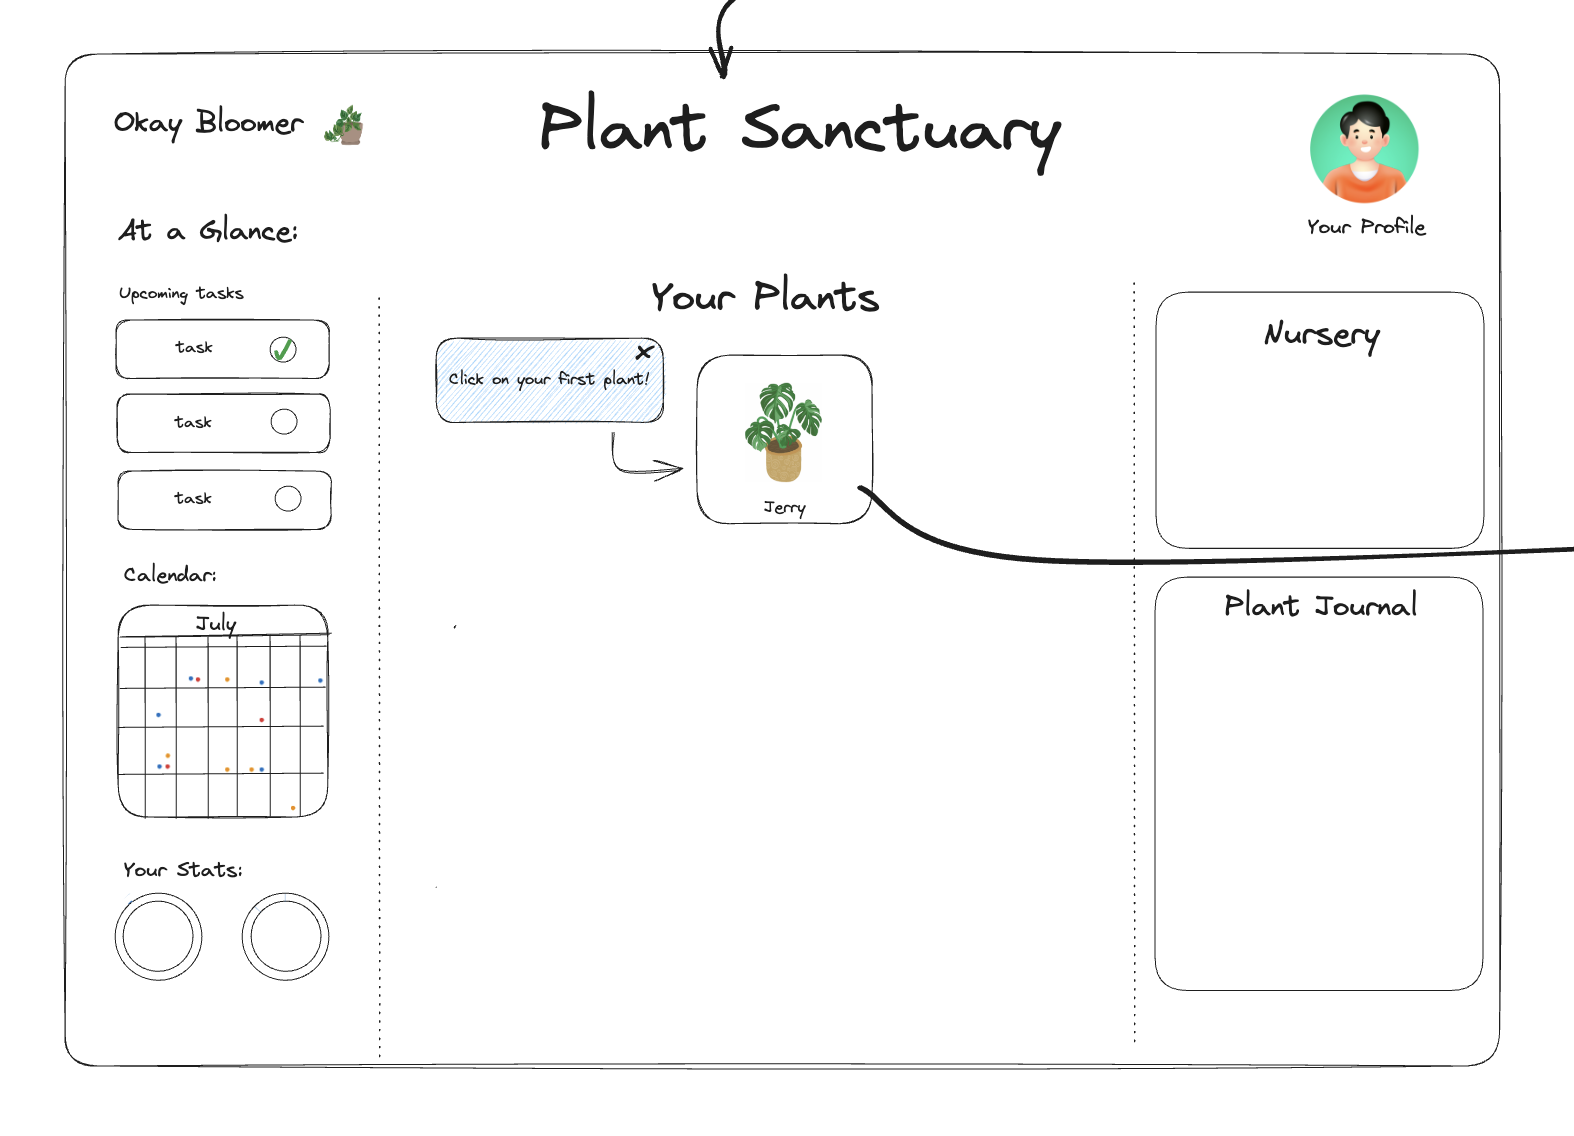 Okay Bloomer
Plant Sanctuary
Your Profile
At a Glance:
Upcoming tasks
task
task
task
Calendar:
July
Your Stats:
Your Plants
Click on your first plant!
Jerry
Nursery
Plant Journal